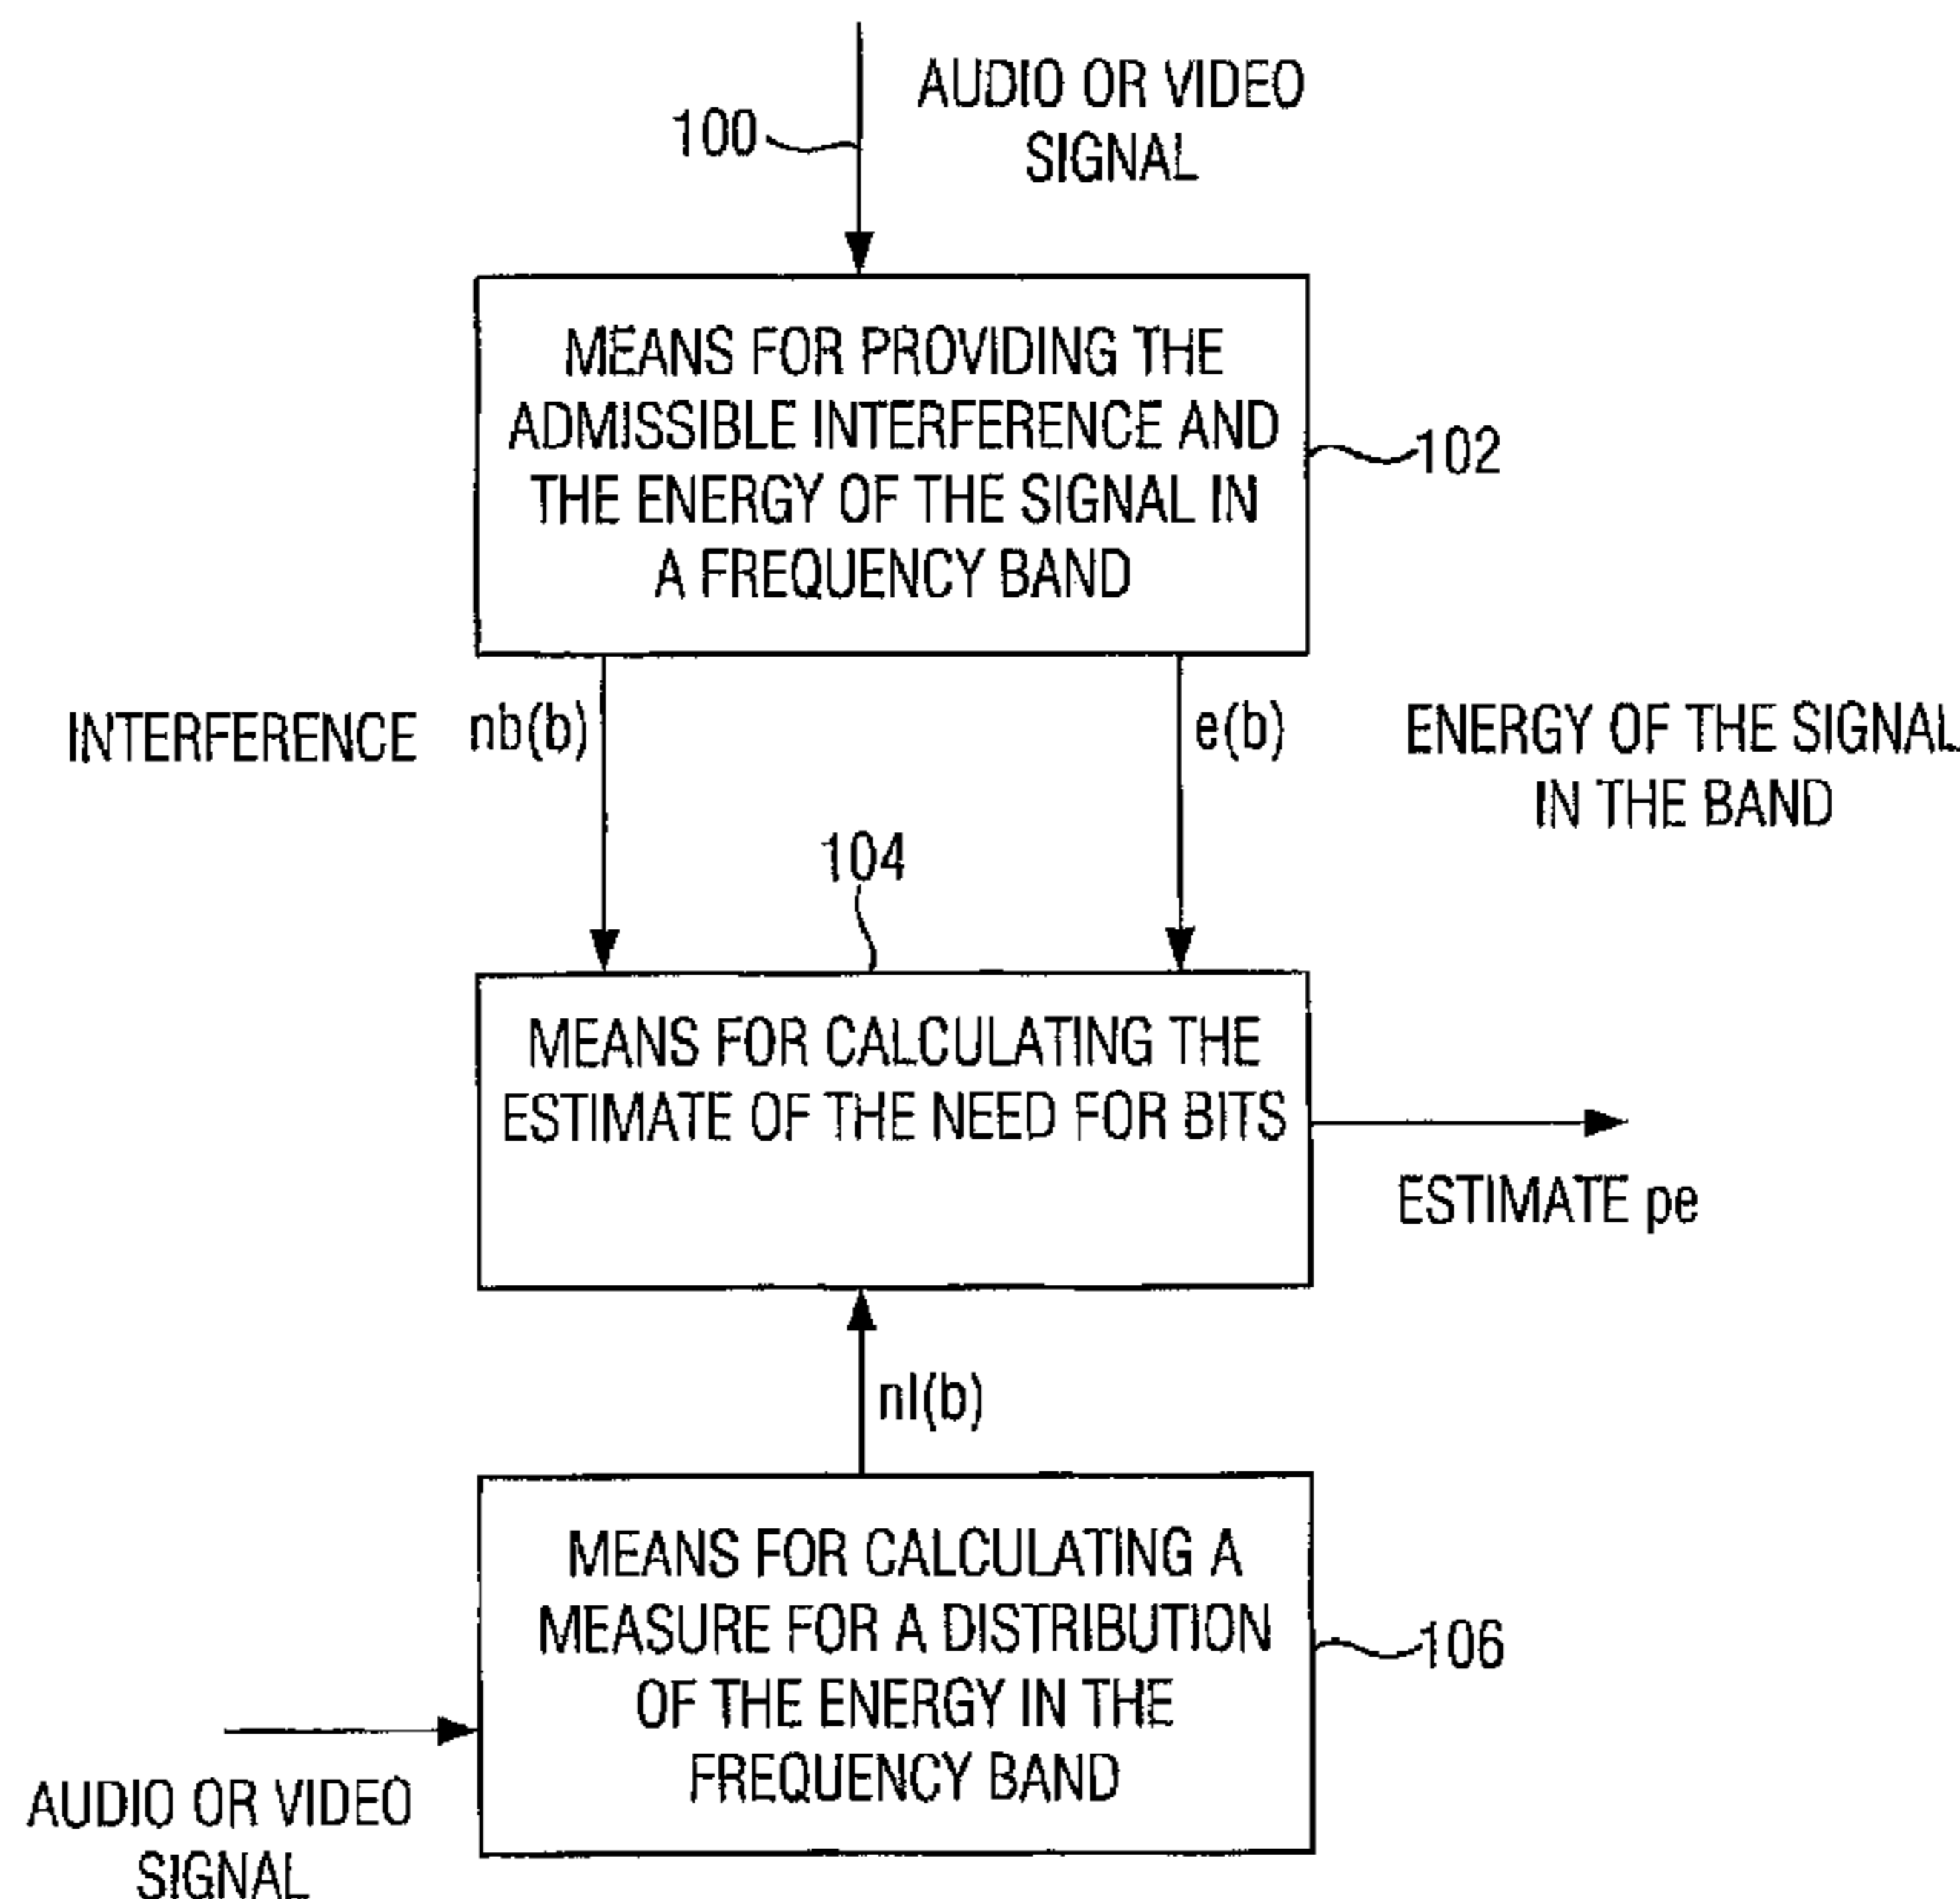 AUDIO OR VIDEO
SIGNAL
100
MEANS FOR PROVIDING THE
ADMISSIBLE INTERFERENCE AND
THE ENERGY OF THE SIGNAL IN
A FREQUENCY BAND
102
INTERFERENCE nb(b)
e(b)
ENERGY OF THE SIGNAL
IN THE BAND
104
MEANS FOR CALCULATING THE
ESTIMATE OF THE NEED FOR BITS
ESTIMATE pe
nl(b)
MEANS FOR CALCULATING A
MEASURE FOR A DISTRIBUTION
OF THE ENERGY IN THE
FREQUENCY BAND
106
AUDIO OR VIDEO
SIGNAL